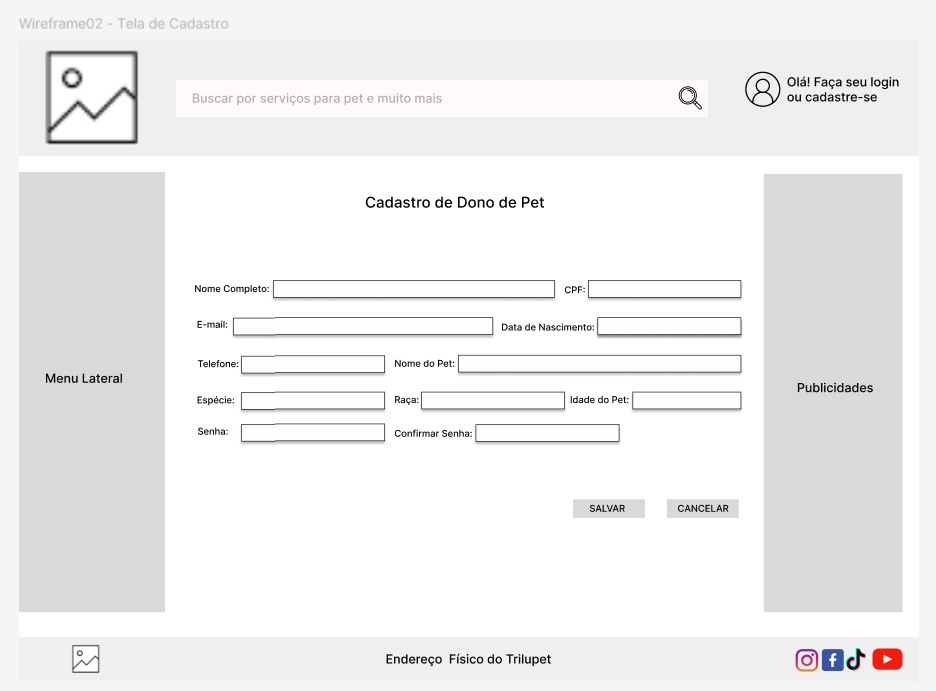 Wireframe02 - Tela de Cadastro
Buscar por serviços para pet e muito mais
Olá! Faça seu login
ou cadastre-se
Cadastro de Dono de Pet
Nome Completo: CPF:
E-mail: Data de Nascimento:
Telefone: Nome do Pet:
Menu Lateral
Publicidades
Espécie: Raça: Idade do Pet:
Senha: Confirmar Senha:
SALVAR CANCELAR
Endereço Físico do Trilupet